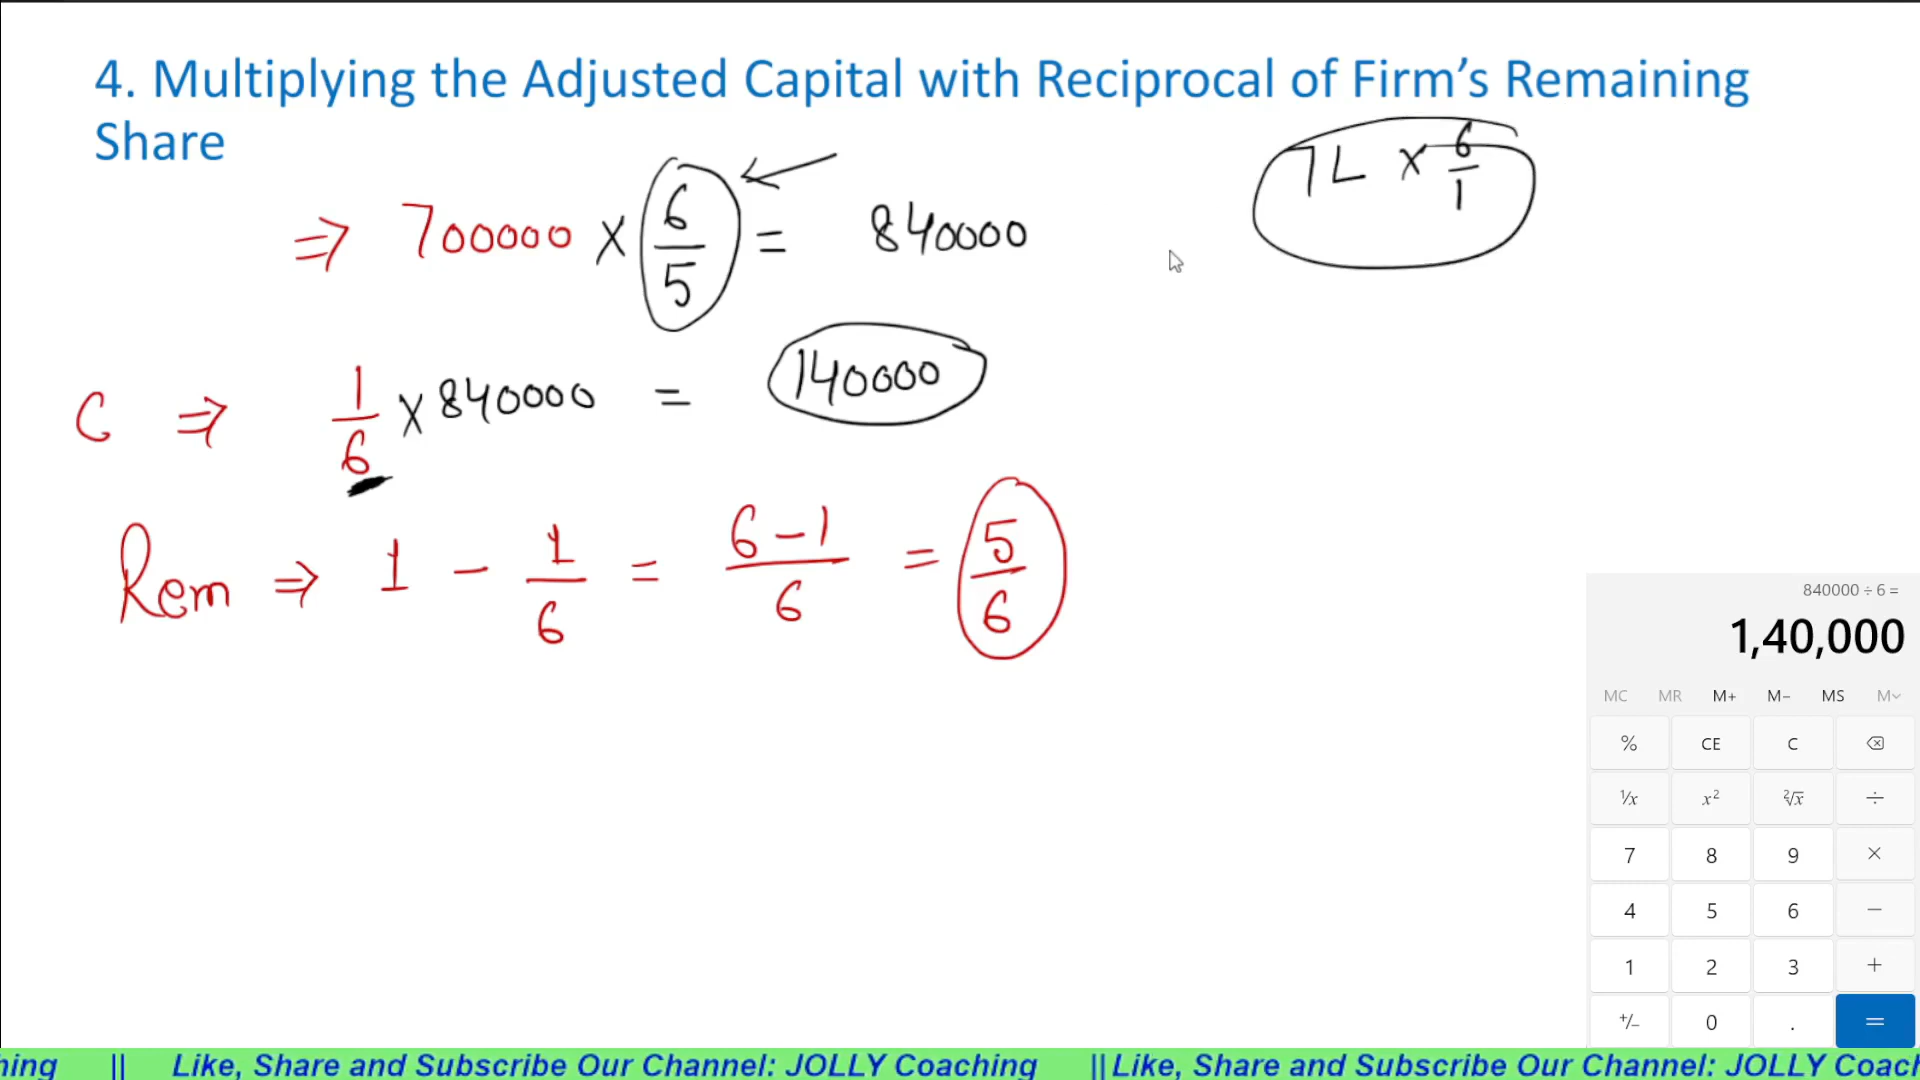 4. Multiplying the Adjusted Capital with Reciprocal of Firm's Remaining
Share
7L × 6/1
⇒ 700000 × 6/5 = 840000
C ⇒ 1/6 × 840000 = 140000
Rem ⇒ 1 - 1/6 = 6-1/6 = 5/6
840000 ÷ 6 =
1,40,000
MC MR M+ M- MS M˅
% CE C ⌫
¹/x x² ²√x ÷
7 8 9 ×
4 5 6 −
1 2 3 +
+/− 0 . =
hing || Like, Share and Subscribe Our Channel: JOLLY Coaching || Like, Share and Subscribe Our Channel: JOLLY Coach